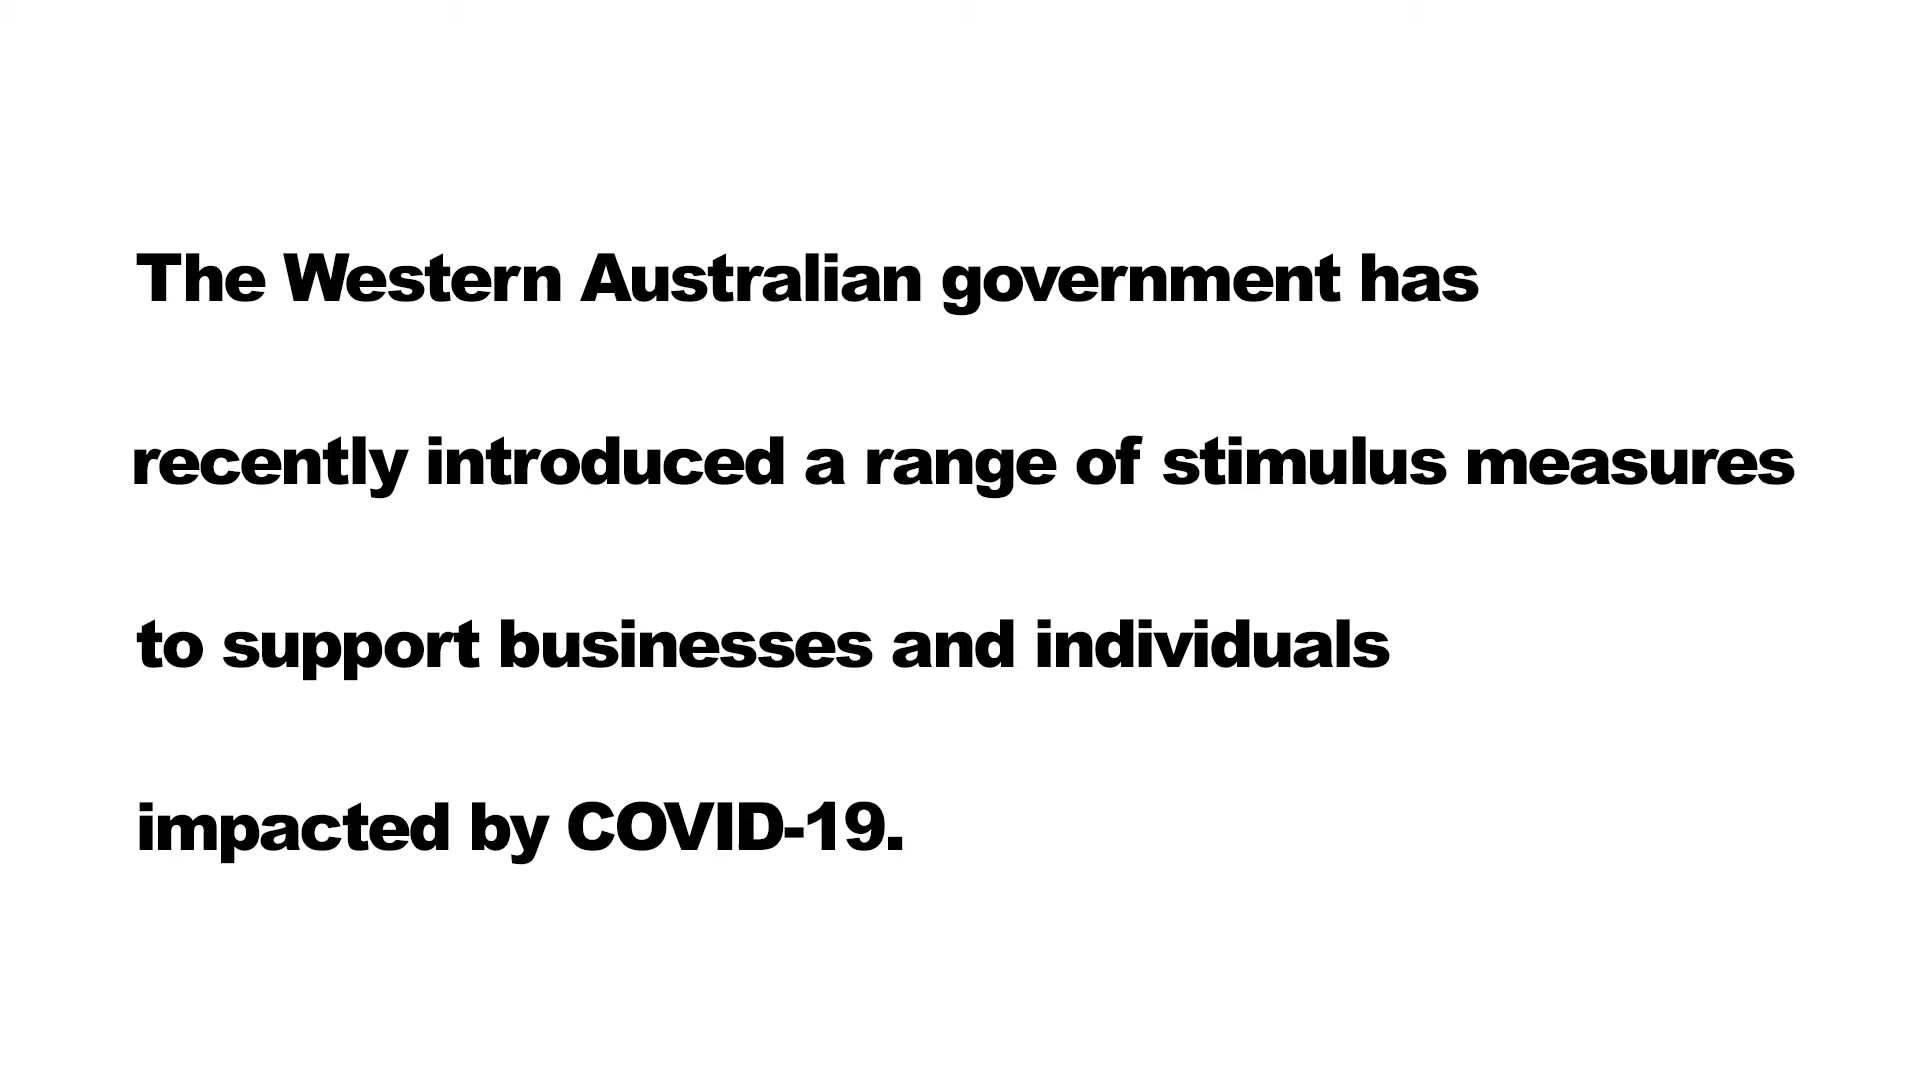 The Western Australian government has
recently introduced a range of stimulus measures
to support businesses and individuals
impacted by COVID-19.